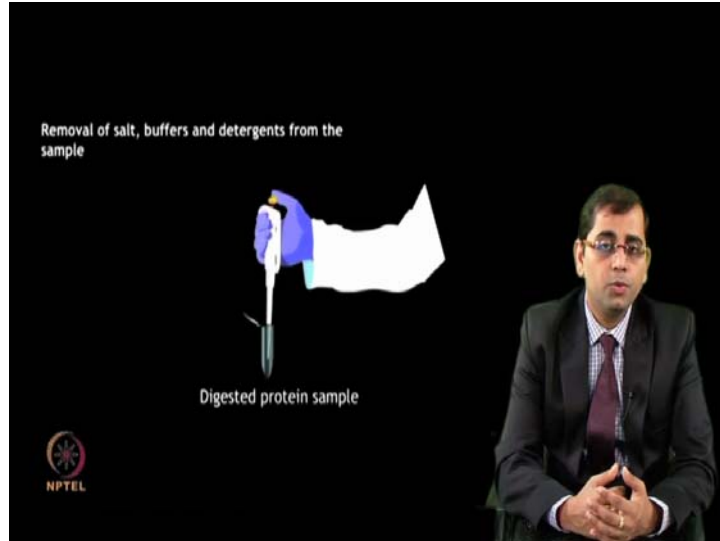 Removal of salt, buffers and detergents from the
sample
Digested protein sample
NPTEL